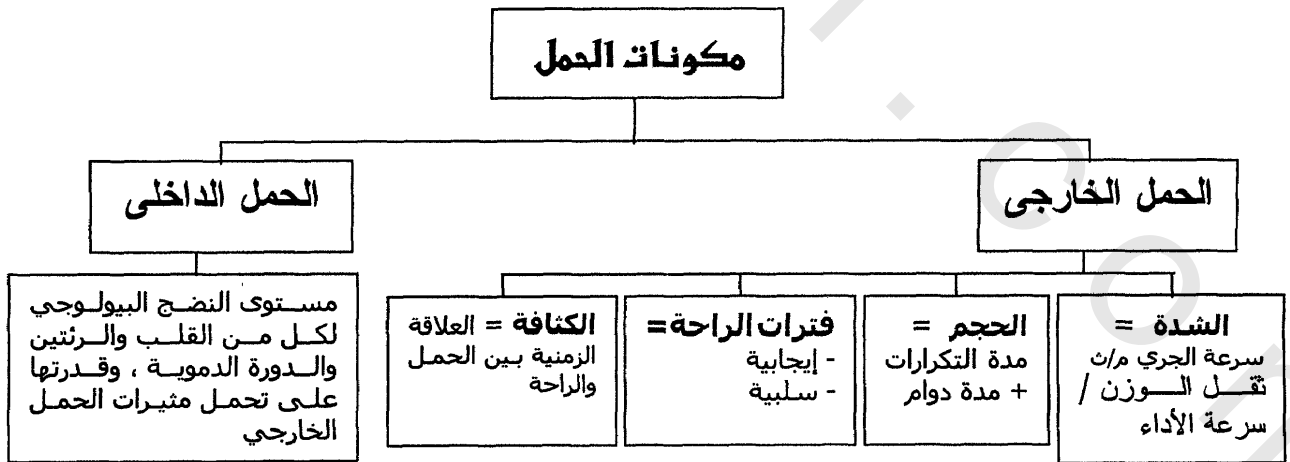 مكونات الحمل
الحمل الخارجى
الحمل الداخلى
الشدة =
سرعة الجري م/ث
ثقل الوزن /
سرعة الأداء
الحجم =
مدة التكرارات
+ مدة دوام
فترات الراحة=
- إيجابية
- سلبية
الكثافة = العلاقة
الزمنية بين الحمل
والراحة
مستوى النضج البيولوجي
لكل من القلب والرئتين
والدورة الدموية ، وقدرتها
على تحمل مثيرات الحمل
الخارجي